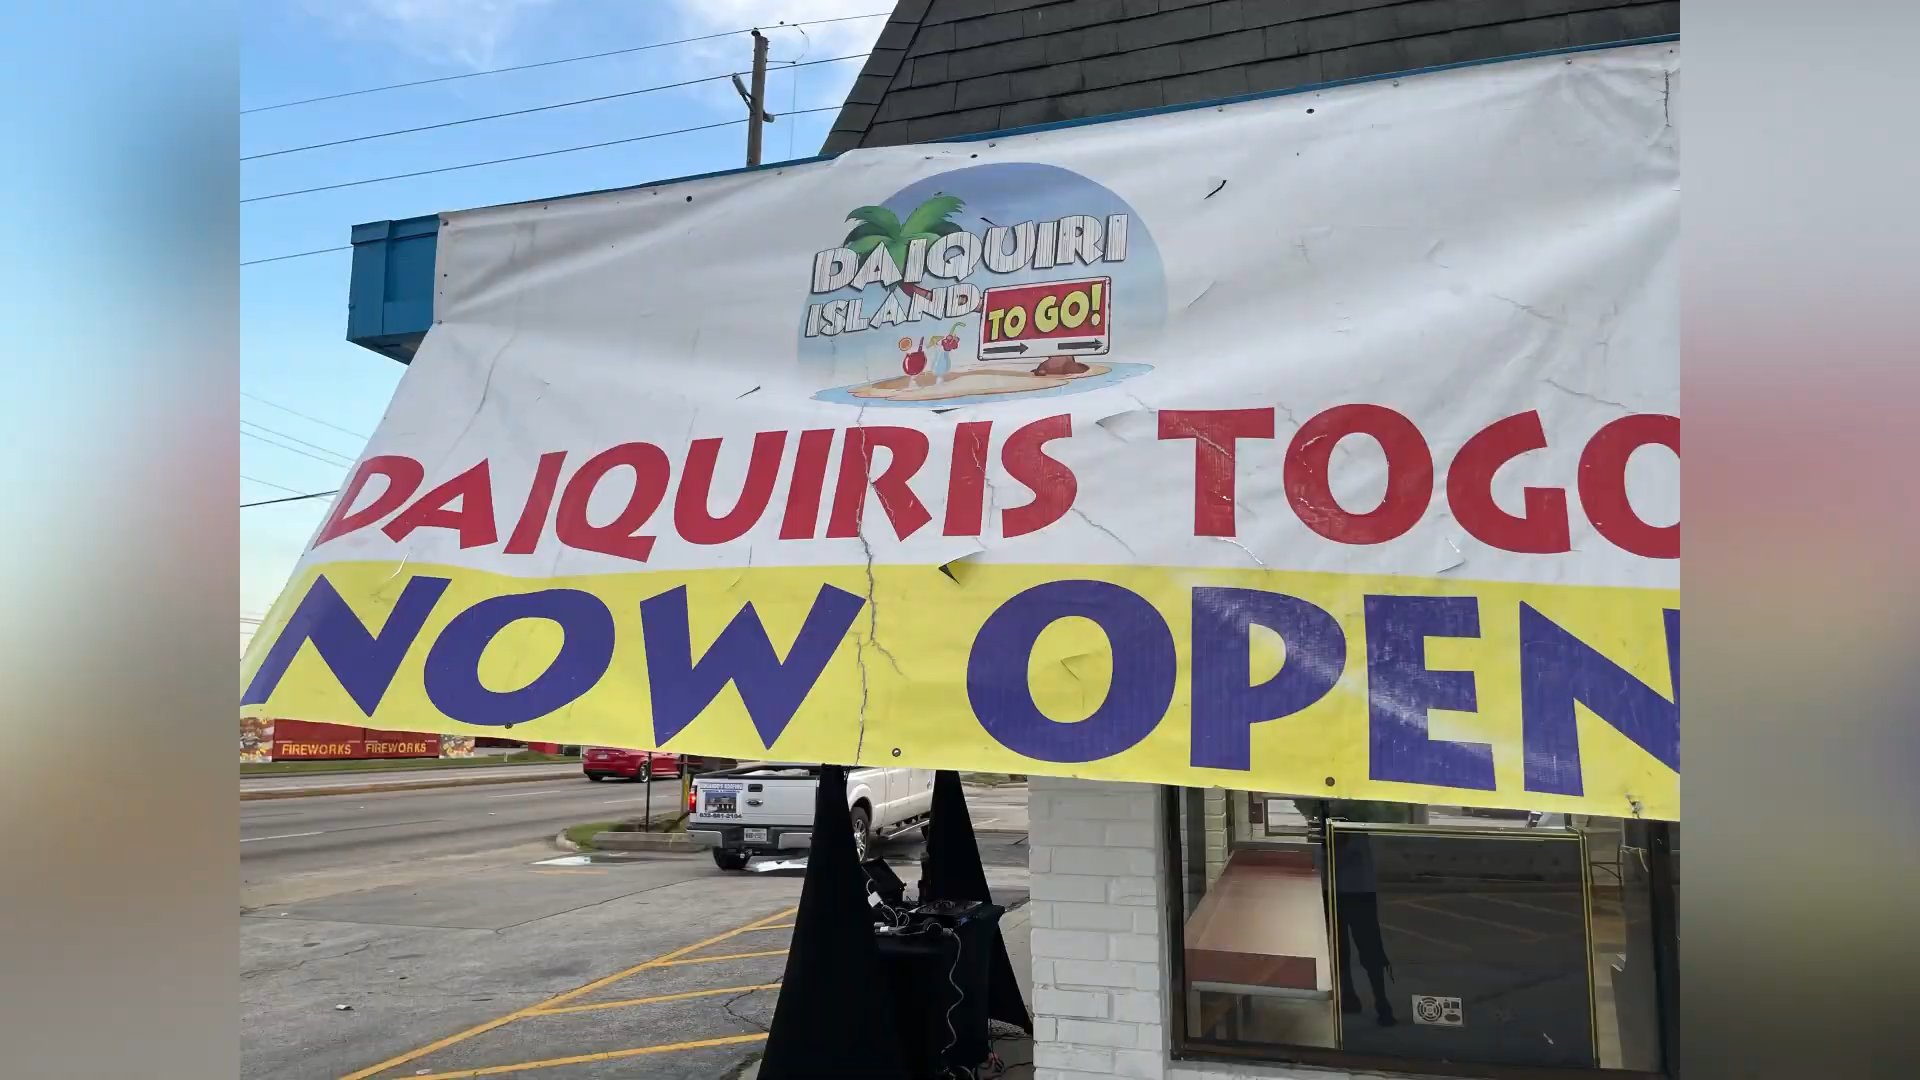 DAIQUIRI
ISLAND
TO GO!
DAIQUIRIS TOGO
NOW OPEN
FIREWORKS FIREWORKS